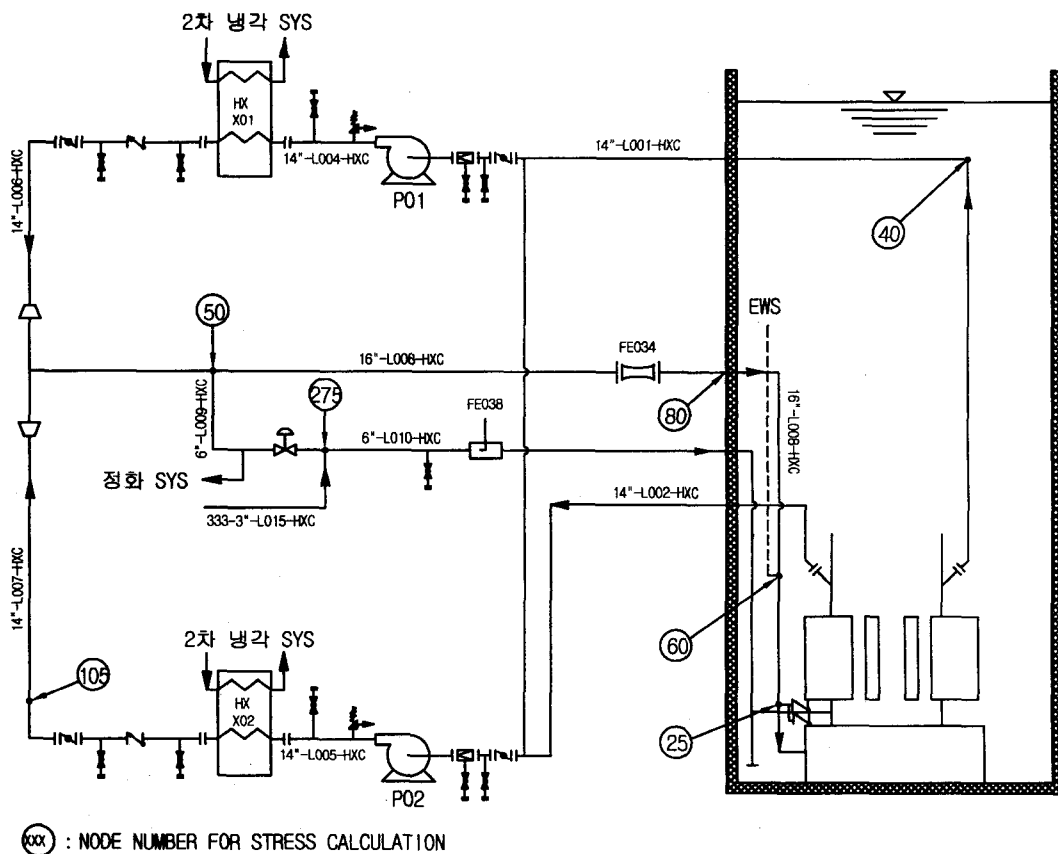 2차 냉각 SYS
HX
X01
14"-L004-HXC
P01
14"-L001-HXC
14"-L006-HXC
40
50
EWS
16"-L008-HXC
FE034
80
16"-L008-HXC
6"-L009-HXC
275
6"-L010-HXC
FE038
정화 SYS
333-3"-L015-HXC
14"-L002-HXC
14"-L007-HXC
60
105
2차 냉각 SYS
HX
X02
14"-L005-HXC
P02
25
XXX : NODE NUMBER FOR STRESS CALCULATION